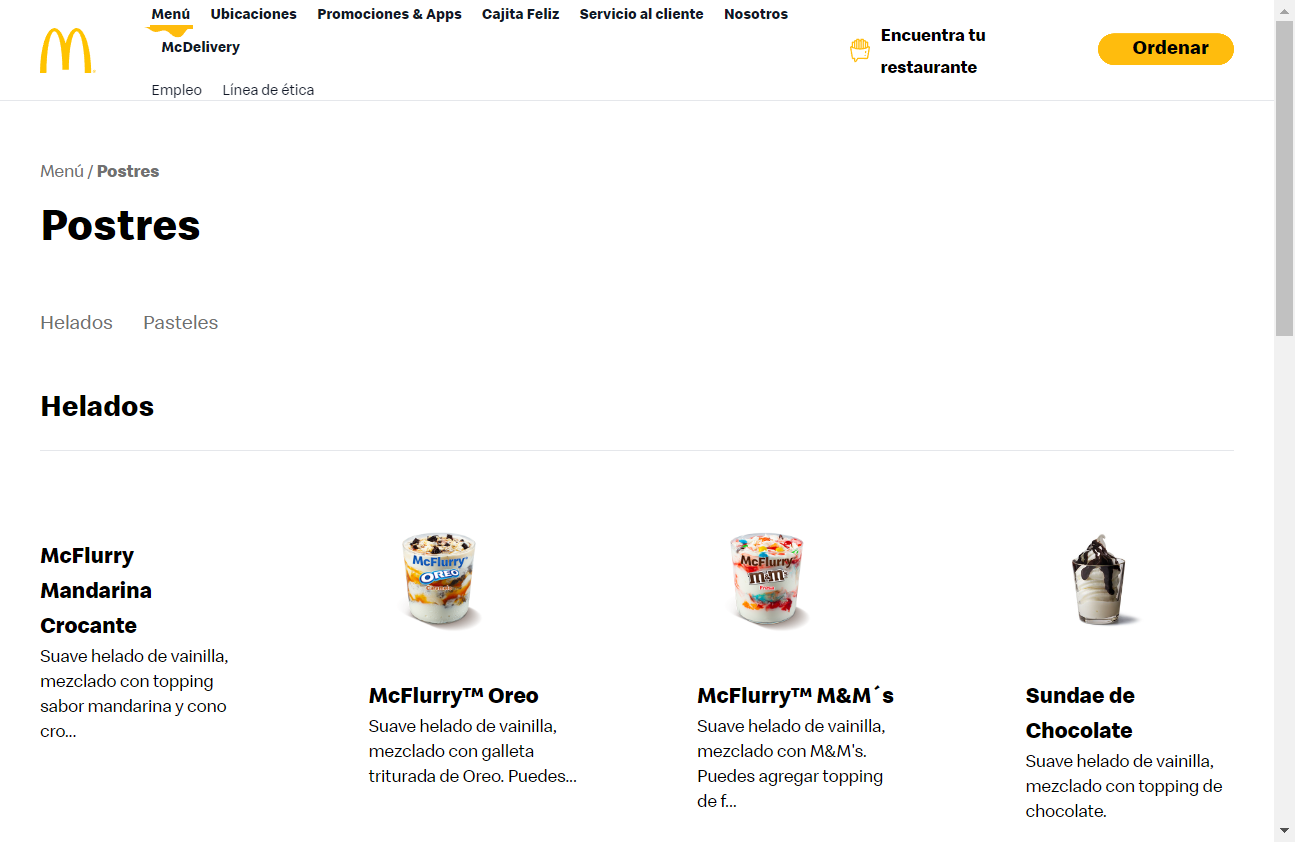 Menú Ubicaciones Promociones & Apps Cajita Feliz Servicio al cliente Nosotros
McDelivery
Empleo Línea de ética
Encuentra tu
restaurante
Ordenar
Menú / Postres
Postres
Helados Pasteles
Helados
McFlurry
Mandarina
Crocante
Suave helado de vainilla,
mezclado con topping
sabor mandarina y cono
cro...
McFlurry
OREO
McFlurry™ Oreo
Suave helado de vainilla,
mezclado con galleta
triturada de Oreo. Puedes...
McFlurry
m&m's
Fresa
McFlurry™ M&M´s
Suave helado de vainilla,
mezclado con M&M's.
Puedes agregar topping
de f...
Sundae de
Chocolate
Suave helado de vainilla,
mezclado con topping de
chocolate.